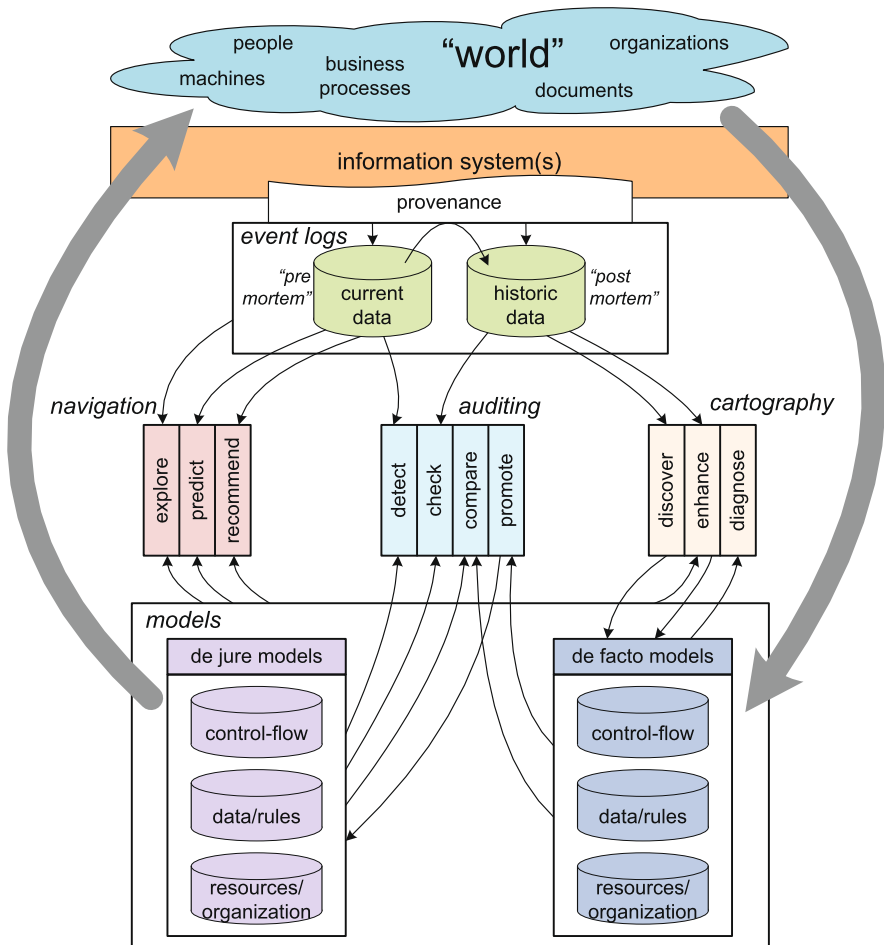 people
“world”
organizations
machines
business
processes
documents
information system(s)
provenance
event logs
“pre
mortem”
current
data
historic
data
“post
mortem”
navigation
auditing
cartography
explore
predict
recommend
detect
check
compare
promote
discover
enhance
diagnose
models
de jure models
de facto models
control-flow
control-flow
data/rules
data/rules
resources/
organization
resources/
organization